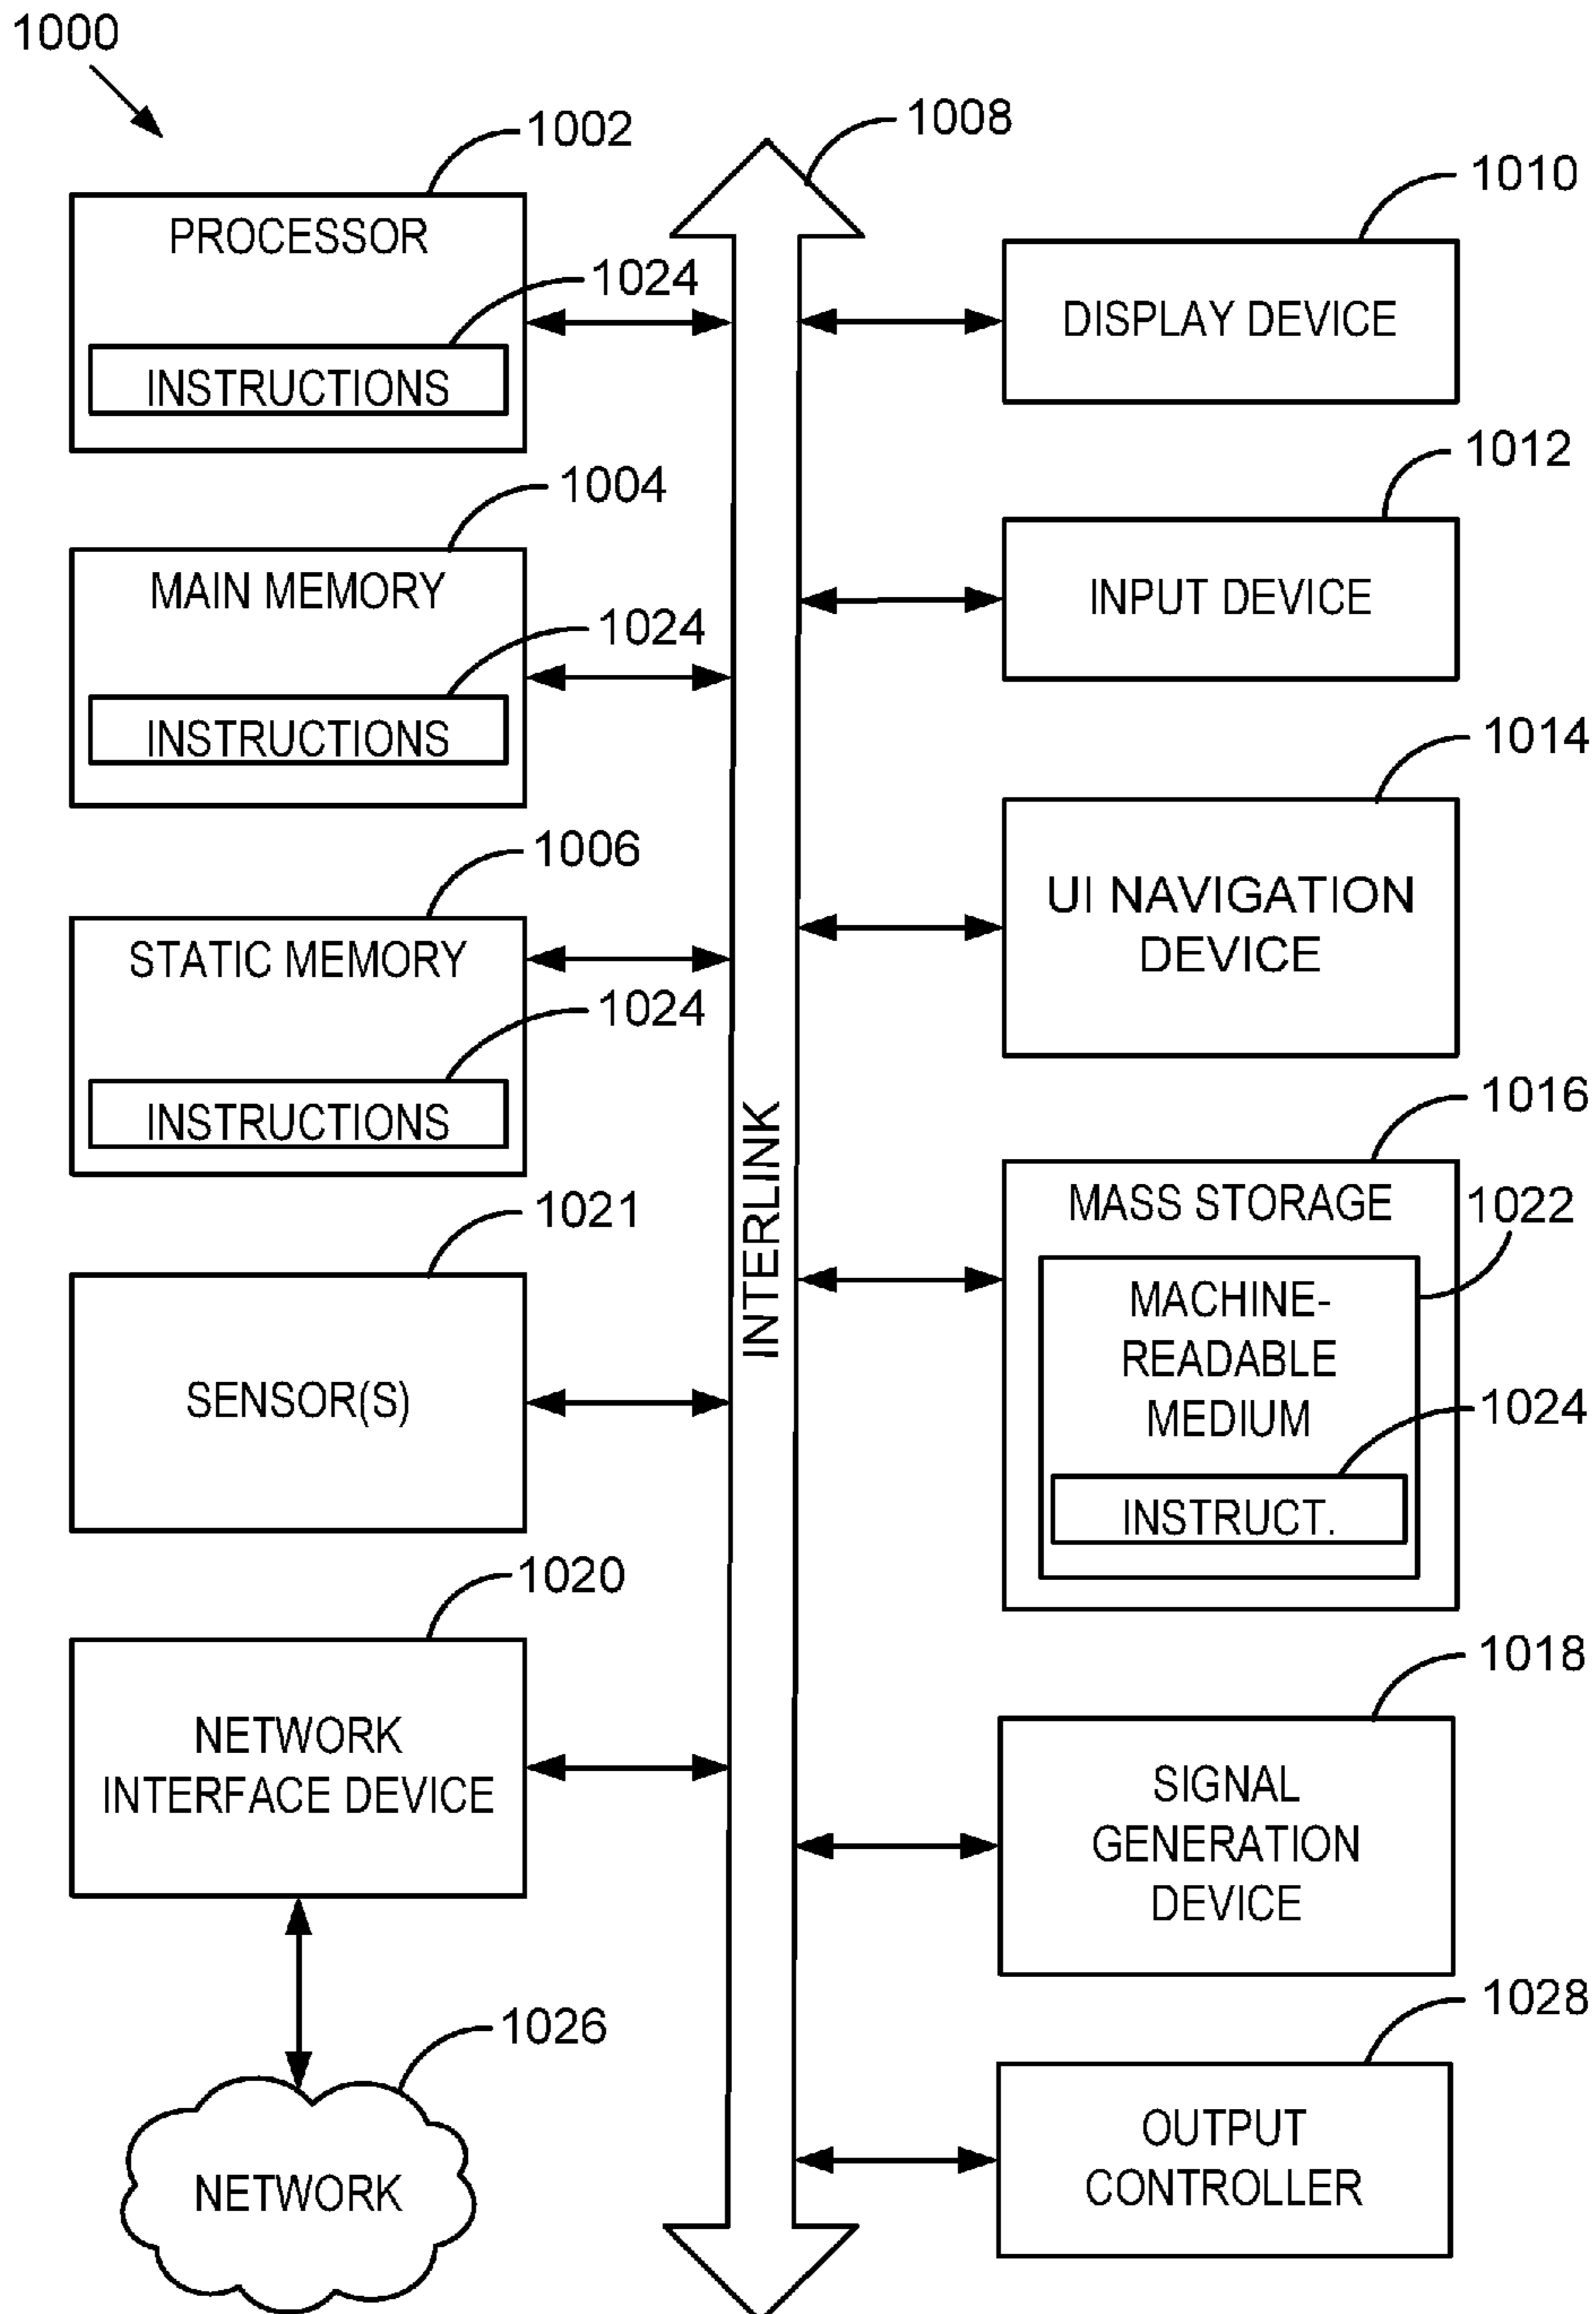 1000
1002
PROCESSOR
1024
INSTRUCTIONS
1004
MAIN MEMORY
1024
INSTRUCTIONS
1006
STATIC MEMORY
1024
INSTRUCTIONS
1021
SENSOR(S)
1020
NETWORK
INTERFACE DEVICE
1026
NETWORK
1008
INTERLINK
1010
DISPLAY DEVICE
1012
INPUT DEVICE
1014
UI NAVIGATION
DEVICE
1016
MASS STORAGE
1022
MACHINE-
READABLE
MEDIUM
1024
INSTRUCT.
1018
SIGNAL
GENERATION
DEVICE
1028
OUTPUT
CONTROLLER